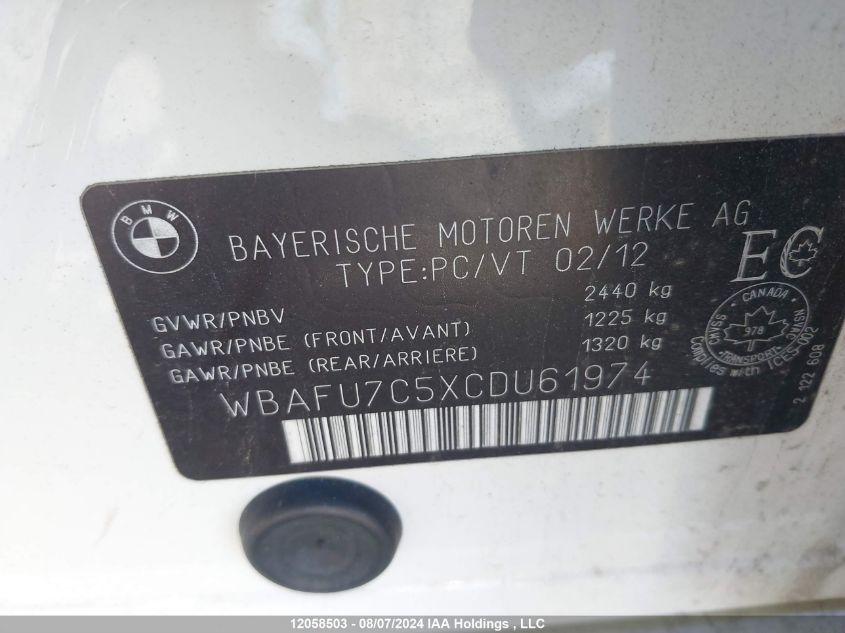 BMW
BAYERISCHE MOTOREN WERKE AG
TYPE:PC/VT 02/12
EC
GVWR/PNBV 2440 kg
GAWR/PNBE (FRONT/AVANT) 1225 kg
GAWR/PNBE (REAR/ARRIERE) 1320 kg
WBAFU7C5XCDU61974
CANADA
978
TRANSPORT
CMVSS
NSVAC
Complies with ICES-002
2 122 608
12058503 - 08/07/2024 IAA Holdings , LLC